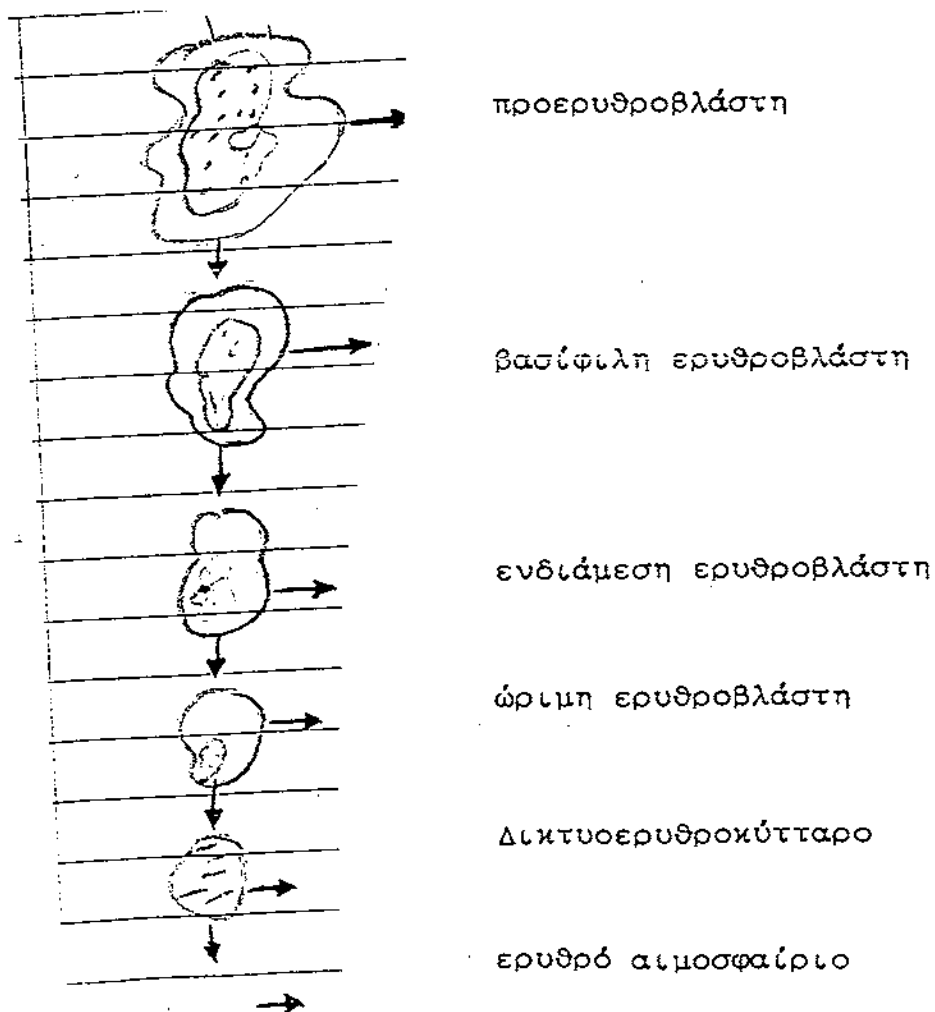 προερυθροβλάστη
βασίφιλη ερυθροβλάστη
ενδιάμεση ερυθροβλάστη
ώριμη ερυθροβλάστη
Δικτυοερυθροκύτταρο
ερυθρό αιμοσφαίριο